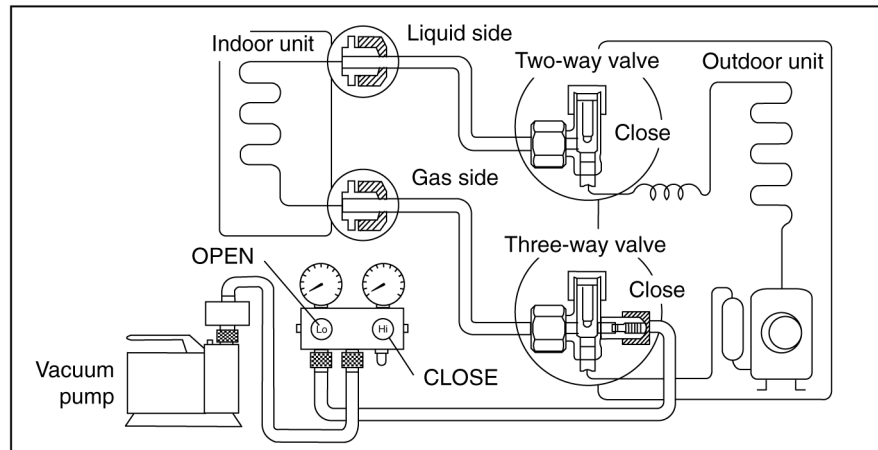 Liquid side
Indoor unit
Two-way valve
Outdoor unit
Close
Gas side
Three-way valve
OPEN
Close
Lo
Hi
Vacuum
pump
CLOSE